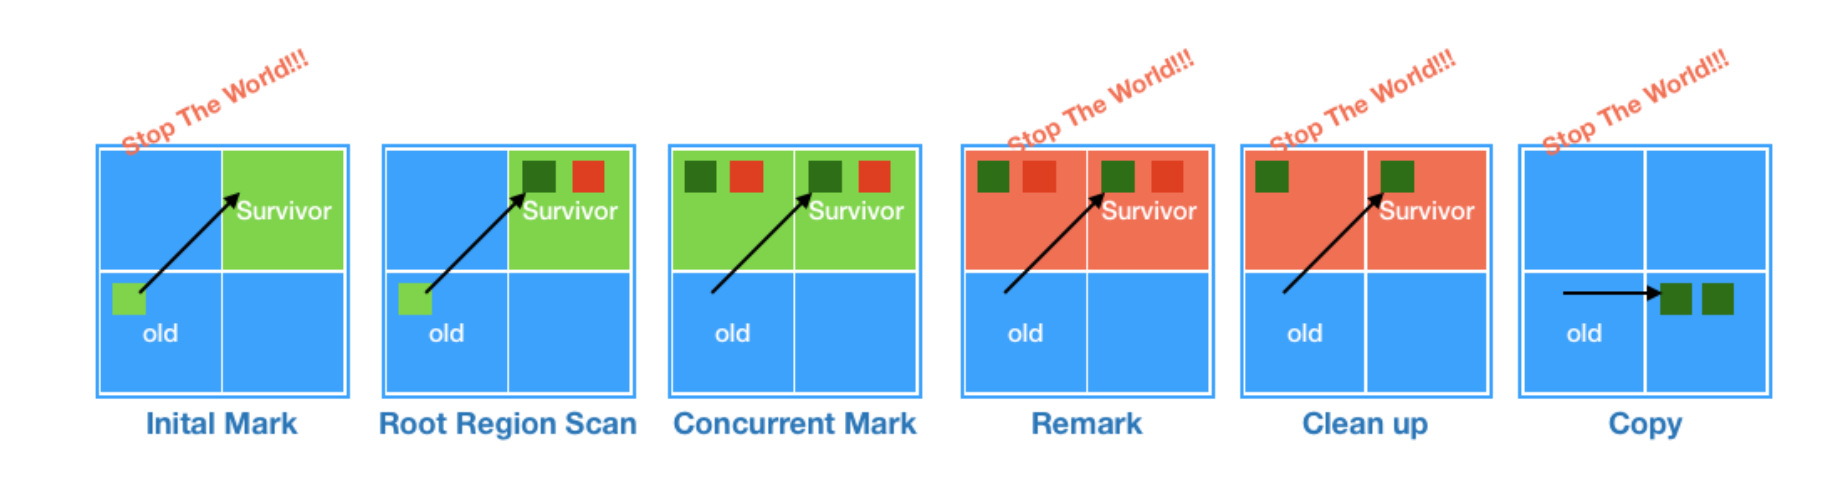 Stop The World!!!
Stop The World!!!
Stop The World!!!
Stop The World!!!
Survivor
Survivor
Survivor
Survivor
Survivor
old
old
old
old
old
old
Inital Mark
Root Region Scan
Concurrent Mark
Remark
Clean up
Copy